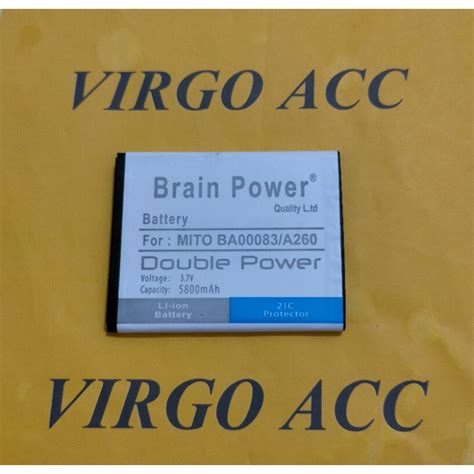 VIRGO ACC
Brain Power®
Quality L.td
Battery
For : MITO BA00083/A260
Double Power
Voltage : 3.7V
Capacity: 5800mAh
LI-ion
Battery
2IC
Protector
VIRGO ACC